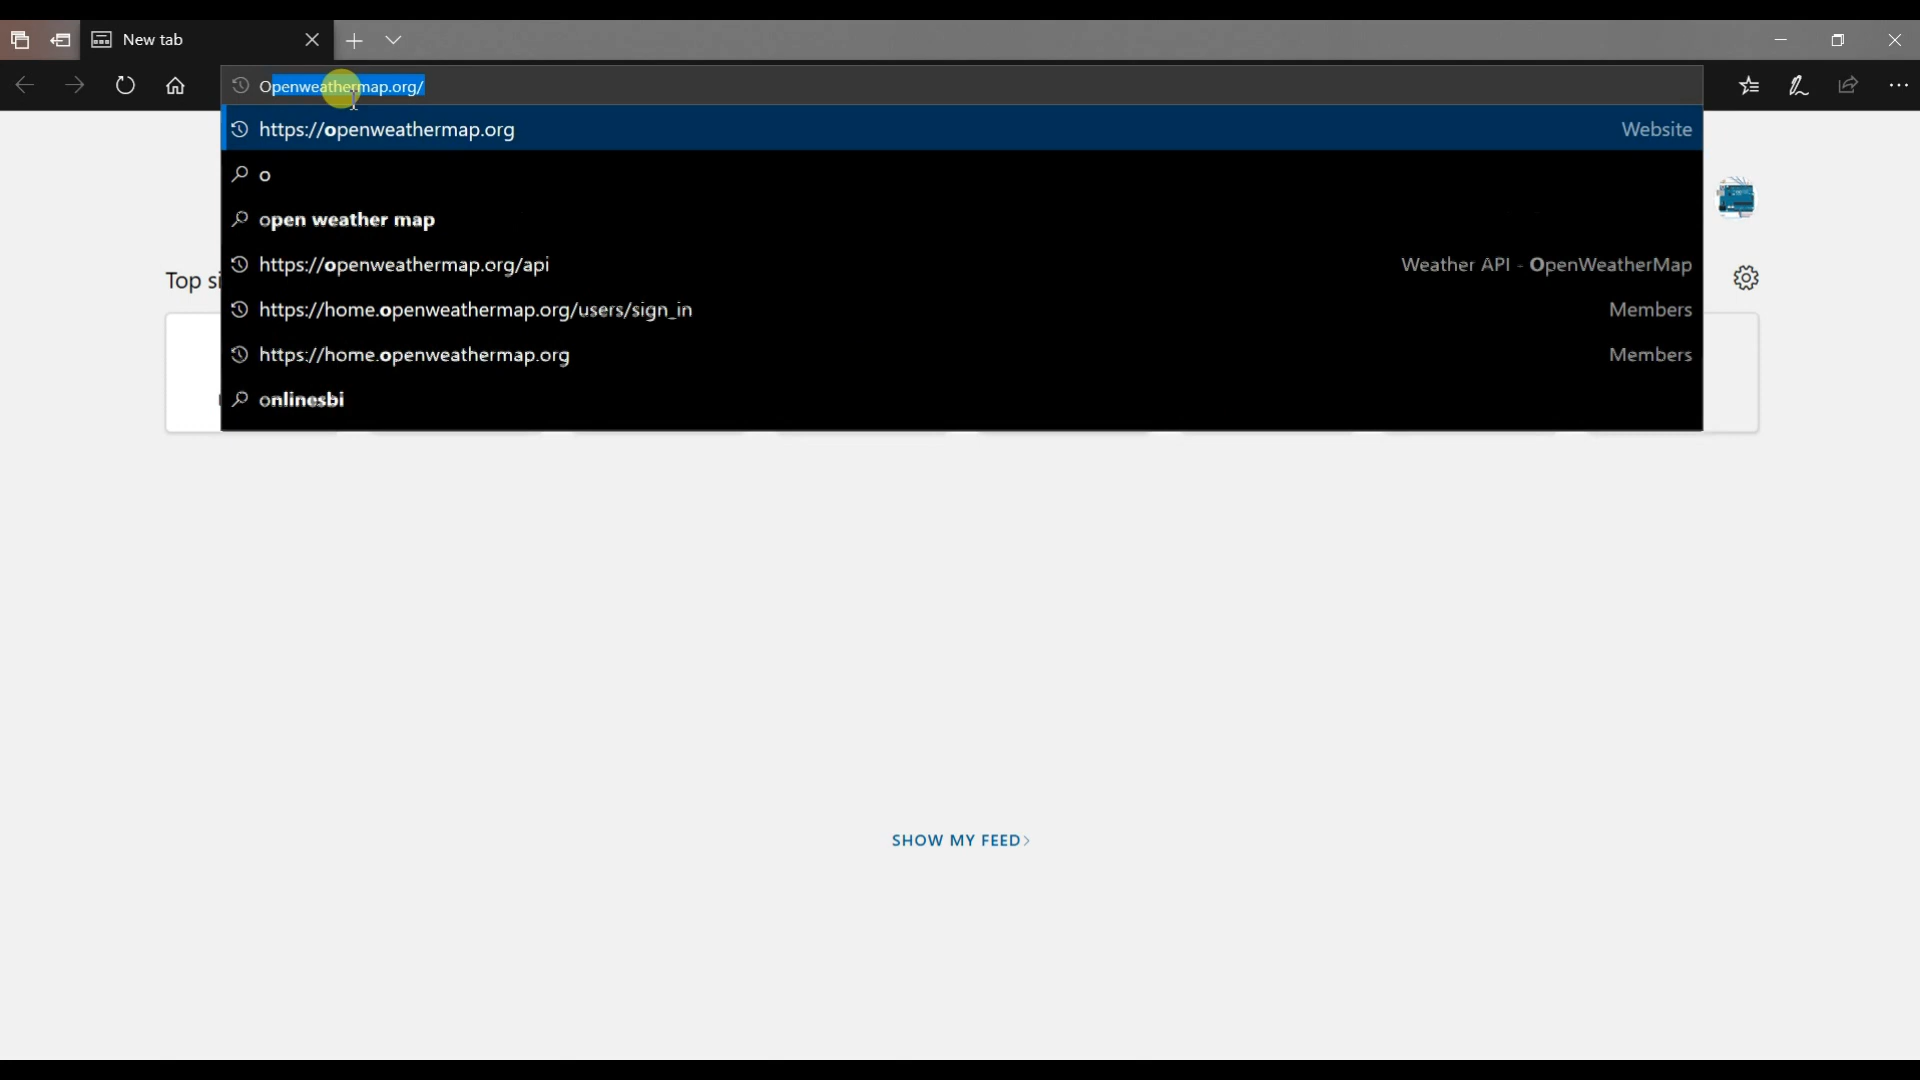 New tab
Openweathermap.org/
https://openweathermap.org Website
o
open weather map
https://openweathermap.org/api Weather API - OpenWeatherMap
Top si
https://home.openweathermap.org/users/sign_in Members
https://home.openweathermap.org Members
onlinesbi
SHOW MY FEED